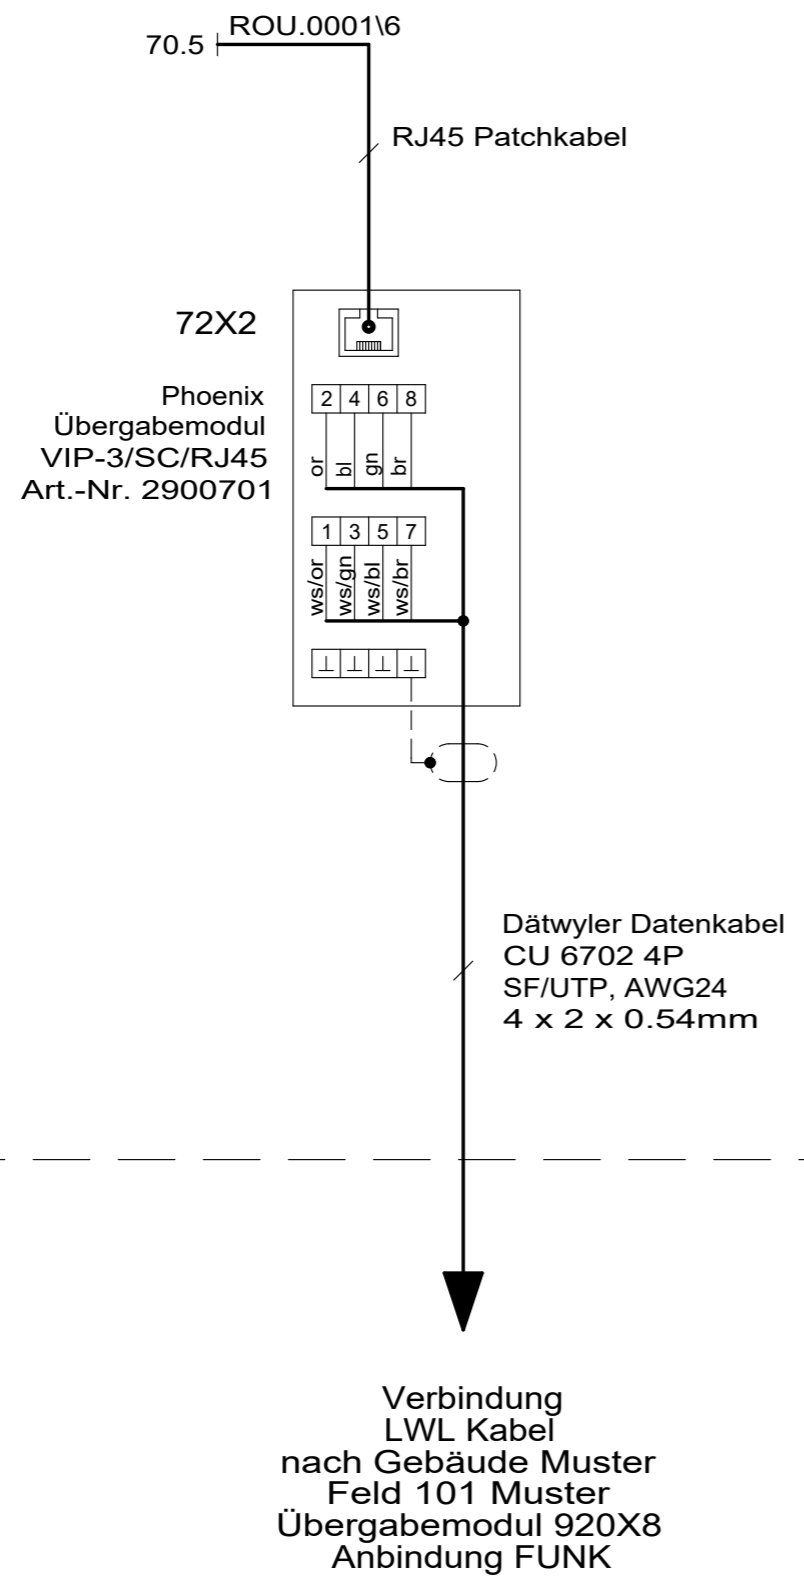 ROU.0001\6
70.5
RJ45 Patchkabel
72X2
Phoenix
Übergabemodul
VIP-3/SC/RJ45
Art.-Nr. 2900701
2 4 6 8
or bl gn br
1 3 5 7
ws/or ws/gn ws/bl ws/br
Dätwyler Datenkabel
CU 6702 4P
SF/UTP, AWG24
4 x 2 x 0.54mm
Verbindung
LWL Kabel
nach Gebäude Muster
Feld 101 Muster
Übergabemodul 920X8
Anbindung FUNK